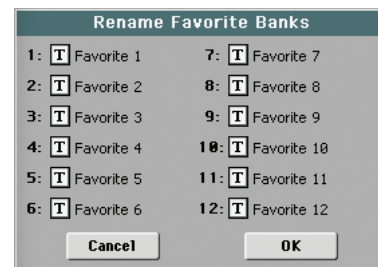 Rename Favorite Banks
1: T Favorite 1
2: T Favorite 2
3: T Favorite 3
4: T Favorite 4
5: T Favorite 5
6: T Favorite 6
7: T Favorite 7
8: T Favorite 8
9: T Favorite 9
10: T Favorite 10
11: T Favorite 11
12: T Favorite 12
Cancel
OK